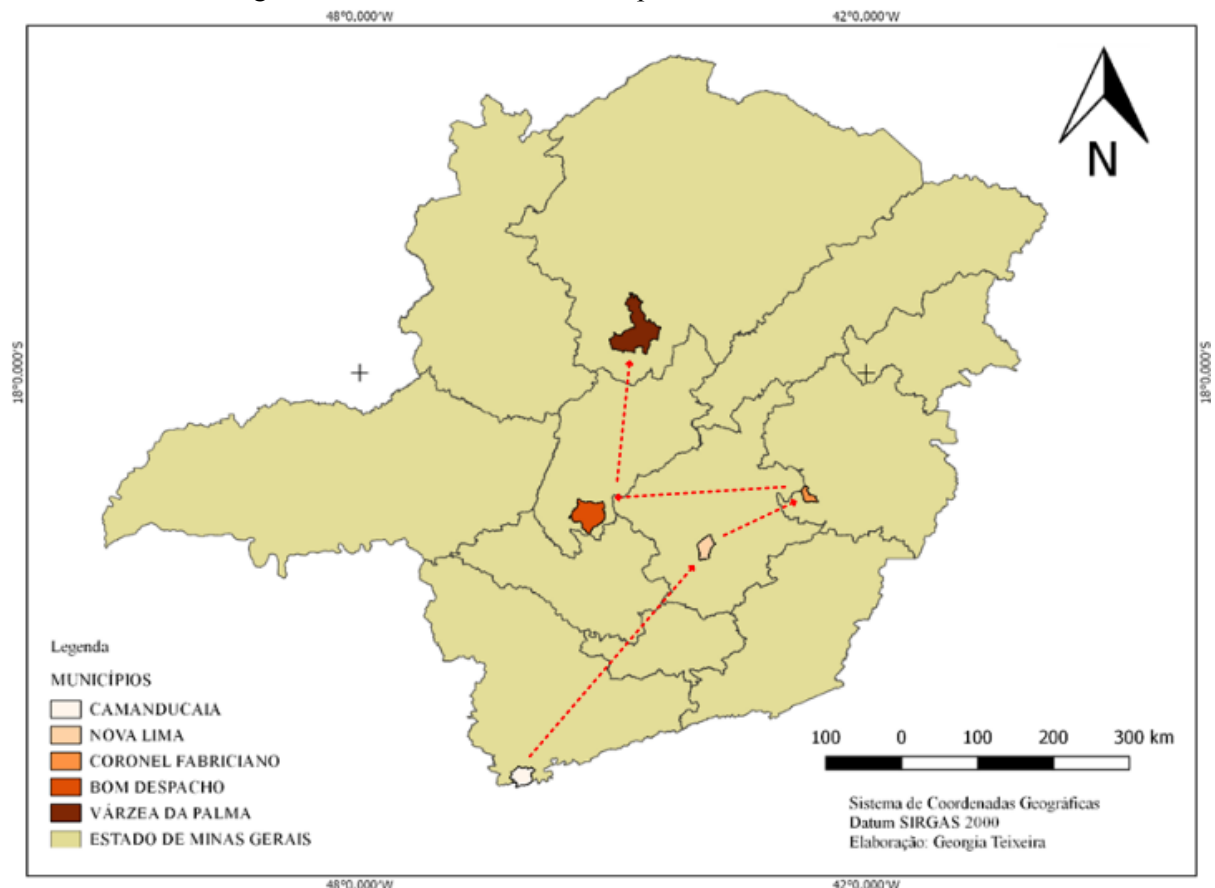 48°0.000'W 42°0.000'W
N
18°0.000'S 18°0.000'S
Legenda
MUNICÍPIOS
CAMANDUCAIA
NOVA LIMA
CORONEL FABRICIANO
BOM DESPACHO
VÁRZEA DA PALMA
ESTADO DE MINAS GERAIS
100 0 100 200 300 km
Sistema de Coordenadas Geográficas
Datum SIRGAS 2000
Elaboração: Georgia Teixeira
48°0.000'W 42°0.000'W